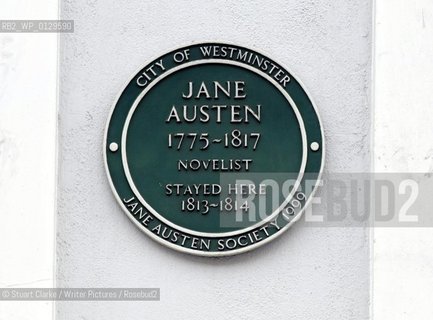 RB2_WP_0129590
CITY OF WESTMINSTER
JANE
AUSTEN
1775~1817
NOVELIST
STAYED HERE
1813~1814
JANE AUSTEN SOCIETY 1999
ROSEBUD2
© Stuart Clarke / Writer Pictures / Rosebud2